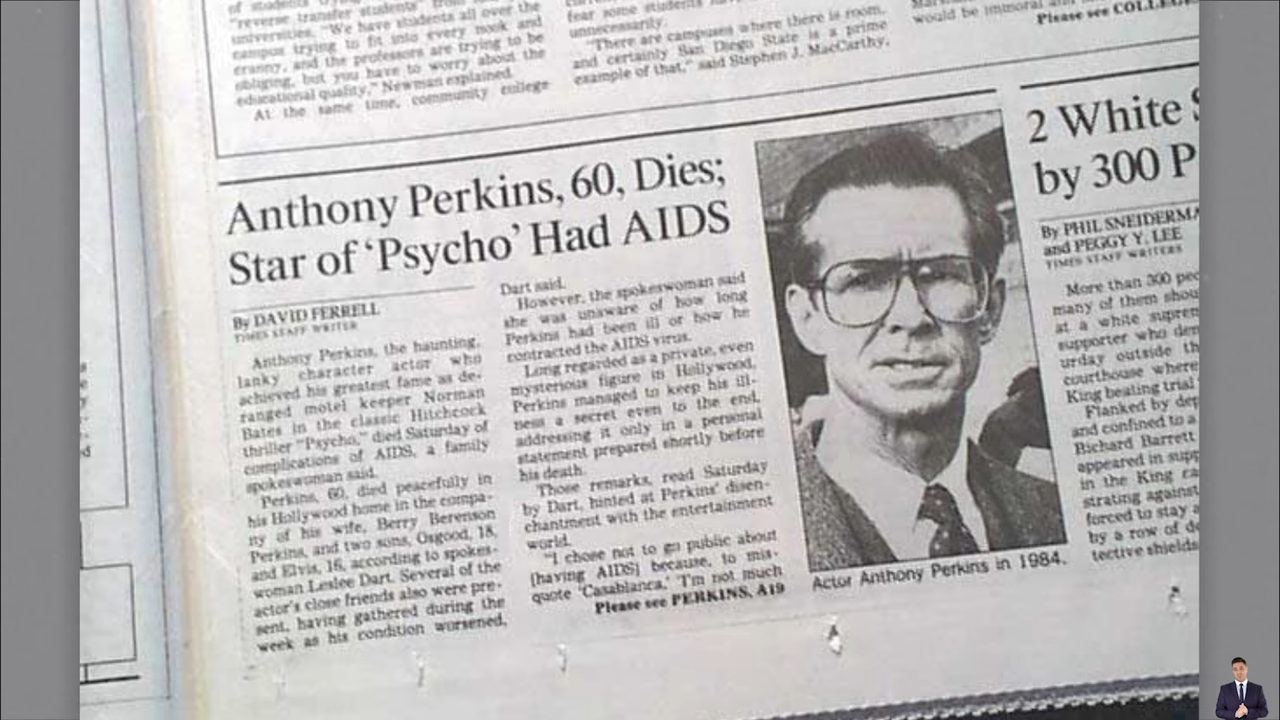 of students trying
"reverse transfer students" from
universities. "We have students all over the
campus trying to fit into every nook and
cranny, and the professors are trying to be
obliging, but you have to worry about the
educational quality," Newman explained.
At the same time, community college
fear some students have
unnecessarily.
"There are campuses where there is room,
and certainly San Diego State is a prime
example of that," said Stephen J. MacCarthy,
would be immoral and
Please see COLLEGE
Anthony Perkins, 60, Dies;
Star of 'Psycho' Had AIDS
By DAVID FERRELL
TIMES STAFF WRITER
Anthony Perkins, the haunting,
lanky character actor who
achieved his greatest fame as de-
ranged motel keeper Norman
Bates in the classic Hitchcock
thriller "Psycho," died Saturday of
complications of AIDS, a family
spokeswoman said.
Perkins, 60, died peacefully in
his Hollywood home in the compa-
ny of his wife, Berry Berenson
Perkins, and two sons, Osgood, 18,
and Elvis, 16, according to spokes-
woman Leslee Dart. Several of the
actor's close friends also were pre-
sent, having gathered during the
week as his condition worsened,
Dart said.
However, the spokeswoman said
she was unaware of how long
Perkins had been ill or how he
contracted the AIDS virus.
Long regarded as a private, even
mysterious figure in Hollywood,
Perkins managed to keep his ill-
ness a secret even to the end,
addressing it only in a personal
statement prepared shortly before
his death.
Those remarks, read Saturday
by Dart, hinted at Perkins' disen-
chantment with the entertainment
world.
"I chose not to go public about
[having AIDS] because, to mis-
quote 'Casablanca,' 'I'm not much
Please see PERKINS, A19
Actor Anthony Perkins in 1984.
2 White
by 300 P
By PHIL SNEIDERMA
and PEGGY Y. LEE
TIMES STAFF WRITERS
More than 300 peo
many of them shou
at a white suprem
supporter who dem
urday outside th
courthouse where
King beating trial
Flanked by dep
and confined to a
Richard Barrett
appeared in supp
in the King ca
strating against
forced to stay a
by a row of de
tective shields